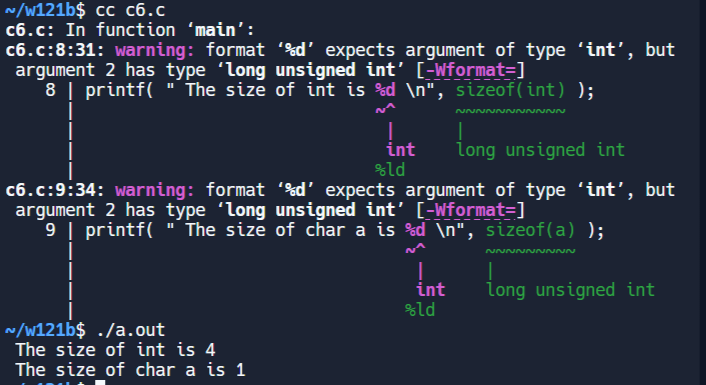 ~/w121b$ cc c6.c
c6.c: In function ‘main’:
c6.c:8:31: warning: format ‘%d’ expects argument of type ‘int’, but
 argument 2 has type ‘long unsigned int’ [-Wformat=]
    8 | printf( " The size of int is %d \n", sizeof(int) );
      |                              ~^      ~~~~~~~~~~~
      |                               |      |
      |                               int    long unsigned int
      |                              %ld
c6.c:9:34: warning: format ‘%d’ expects argument of type ‘int’, but
 argument 2 has type ‘long unsigned int’ [-Wformat=]
    9 | printf( " The size of char a is %d \n", sizeof(a) );
      |                                 ~^      ~~~~~~~~~
      |                                  |      |
      |                                  int    long unsigned int
      |                                 %ld
~/w121b$ ./a.out
 The size of int is 4
 The size of char a is 1
~/w121b$